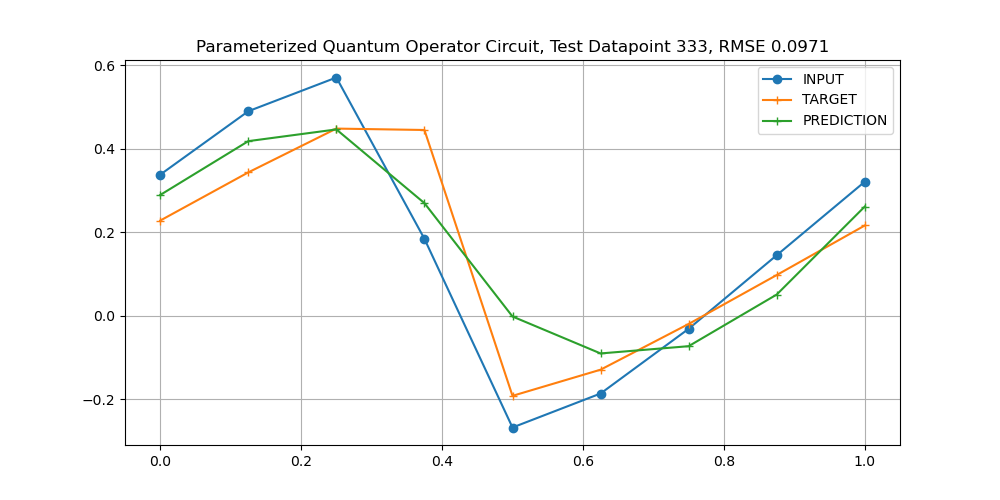 Parameterized Quantum Operator Circuit, Test Datapoint 333, RMSE 0.0971
INPUT
TARGET
PREDICTION
0.6
0.4
0.2
0.0
−0.2
0.0 0.2 0.4 0.6 0.8 1.0